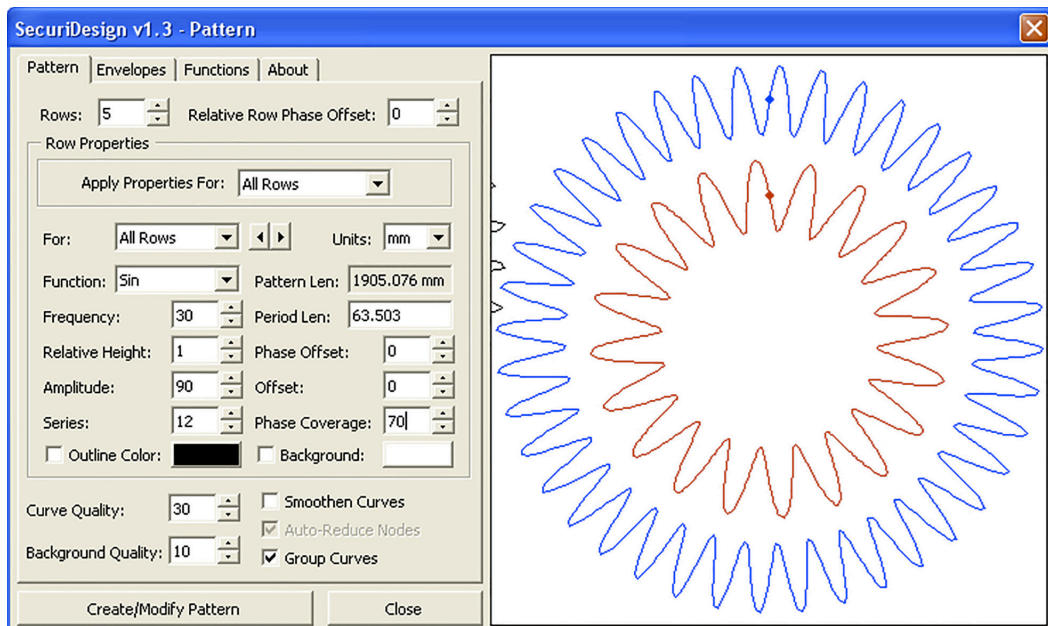 SecuriDesign v1.3 - Pattern
Pattern Envelopes Functions About
Rows: 5 Relative Row Phase Offset: 0
Row Properties
Apply Properties For: All Rows
For: All Rows Units: mm
Function: Sin Pattern Len: 1905.076 mm
Frequency: 30 Period Len: 63.503
Relative Height: 1 Phase Offset: 0
Amplitude: 90 Offset: 0
Series: 12 Phase Coverage: 70
Outline Color: Background:
Curve Quality: 30 Smoothen Curves
Auto-Reduce Nodes
Background Quality: 10 Group Curves
Create/Modify Pattern Close